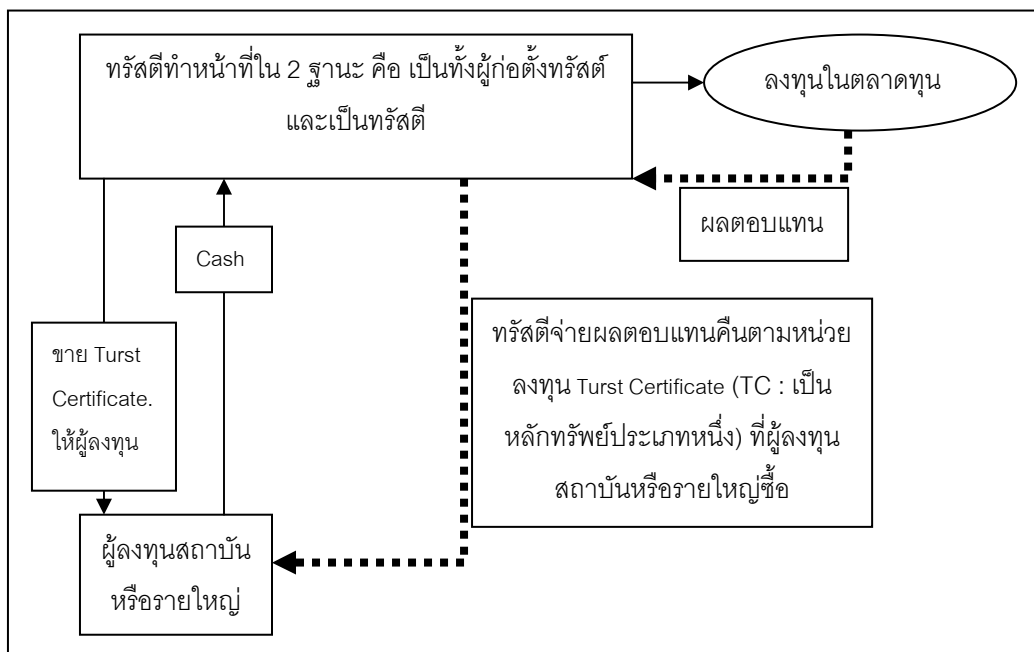 ทรัสตีทำหน้าที่ใน 2 ฐานะ คือ เป็นทั้งผู้ก่อตั้งทรัสต์
และเป็นทรัสตี
ลงทุนในตลาดทุน
ผลตอบแทน
Cash
ขาย Turst
Certificate.
ให้ผู้ลงทุน
ทรัสตีจ่ายผลตอบแทนคืนตามหน่วย
ลงทุน Turst Certificate (TC : เป็น
หลักทรัพย์ประเภทหนึ่ง) ที่ผู้ลงทุน
สถาบันหรือรายใหญ่ซื้อ
ผู้ลงทุนสถาบัน
หรือรายใหญ่